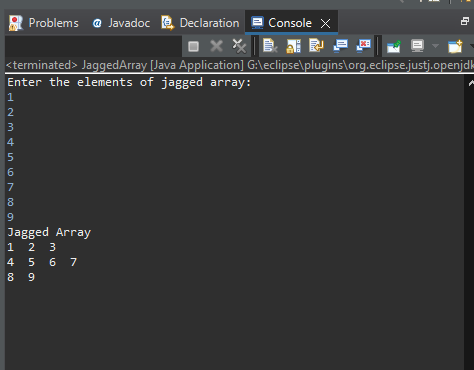 Problems Javadoc Declaration Console
<terminated> JaggedArray [Java Application] G:\eclipse\plugins\org.eclipse.justj.openjdk
Enter the elements of jagged array:
1
2
3
4
5
6
7
8
9
Jagged Array
1 2 3
4 5 6 7
8 9